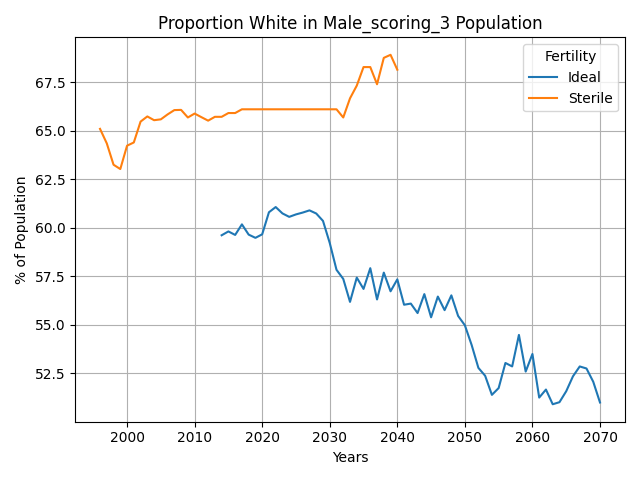 Proportion White in Male_scoring_3 Population
Fertility
Ideal
Sterile
% of Population
67.5
65.0
62.5
60.0
57.5
55.0
52.5
2000 2010 2020 2030 2040 2050 2060 2070
Years